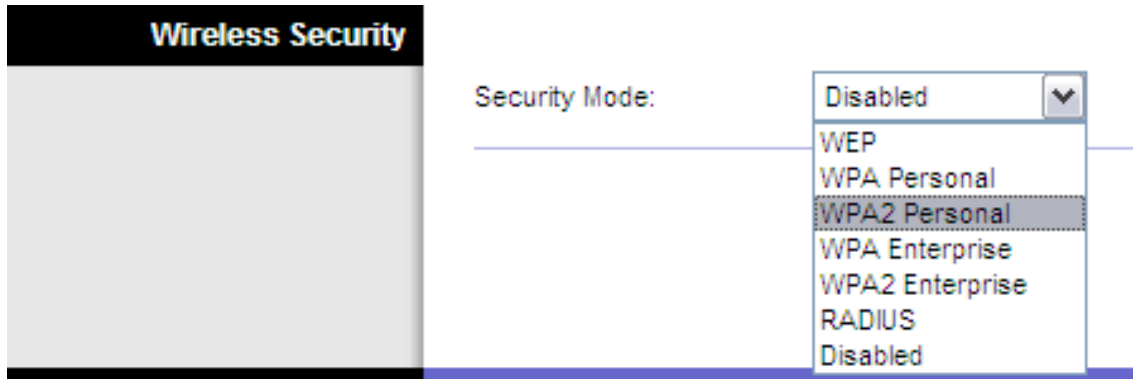 Wireless Security
Security Mode: Disabled
WEP
WPA Personal
WPA2 Personal
WPA Enterprise
WPA2 Enterprise
RADIUS
Disabled